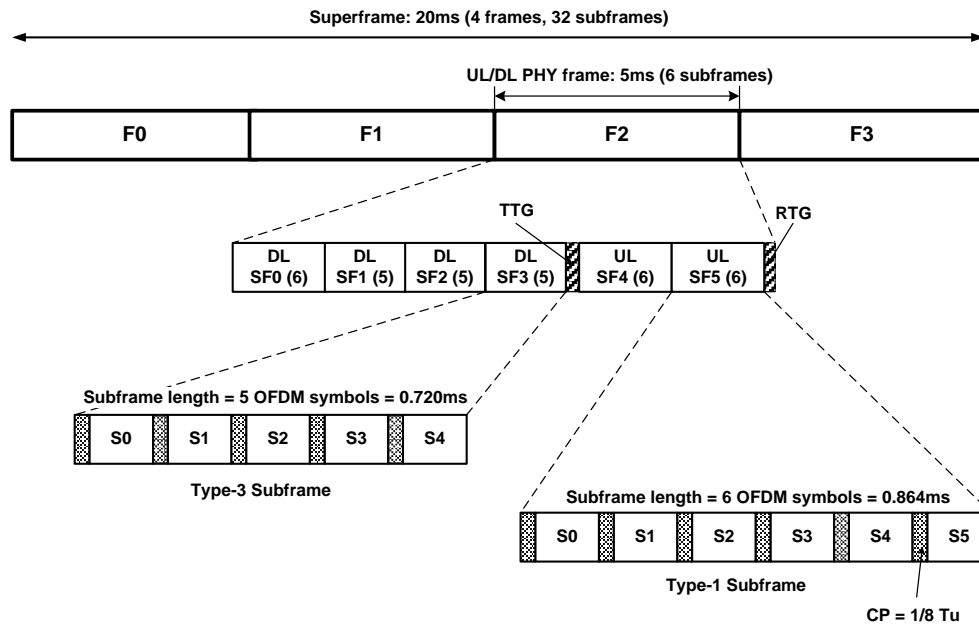 Superframe: 20ms (4 frames, 32 subframes)
UL/DL PHY frame: 5ms (6 subframes)
F0 F1 F2 F3
TTG
RTG
DL DL DL DL UL UL
SF0 (6) SF1 (5) SF2 (5) SF3 (5) SF4 (6) SF5 (6)
Subframe length = 5 OFDM symbols = 0.720ms
S0 S1 S2 S3 S4
Type-3 Subframe
Subframe length = 6 OFDM symbols = 0.864ms
S0 S1 S2 S3 S4 S5
Type-1 Subframe
CP = 1/8 Tu